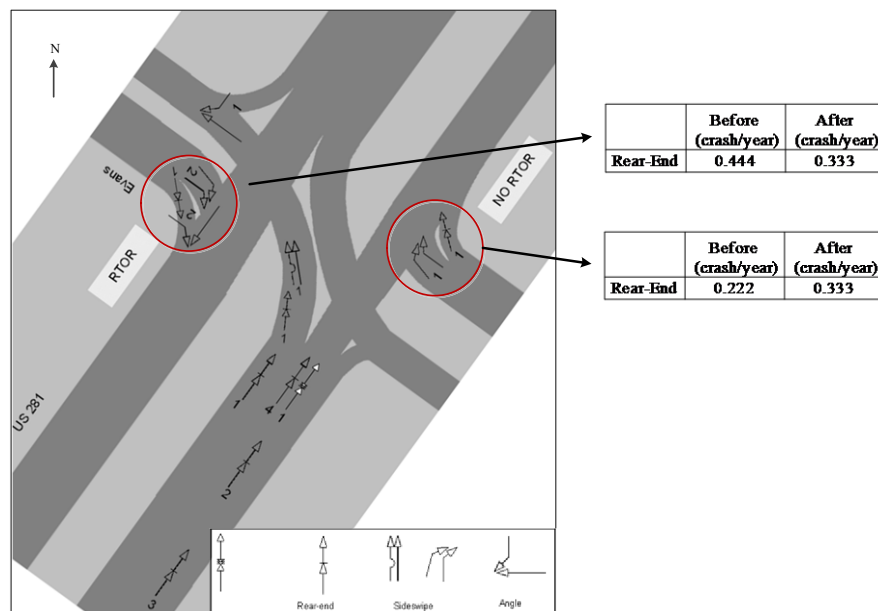 N
1
Evans
1
2
2
RTOR
NO RTOR
1
1
1
1
1
4
1
2
3
US 281
Rear-end
Sideswipe
Angle
Before After
(crash/year) (crash/year)
Rear-End 0.444 0.333
Before After
(crash/year) (crash/year)
Rear-End 0.222 0.333